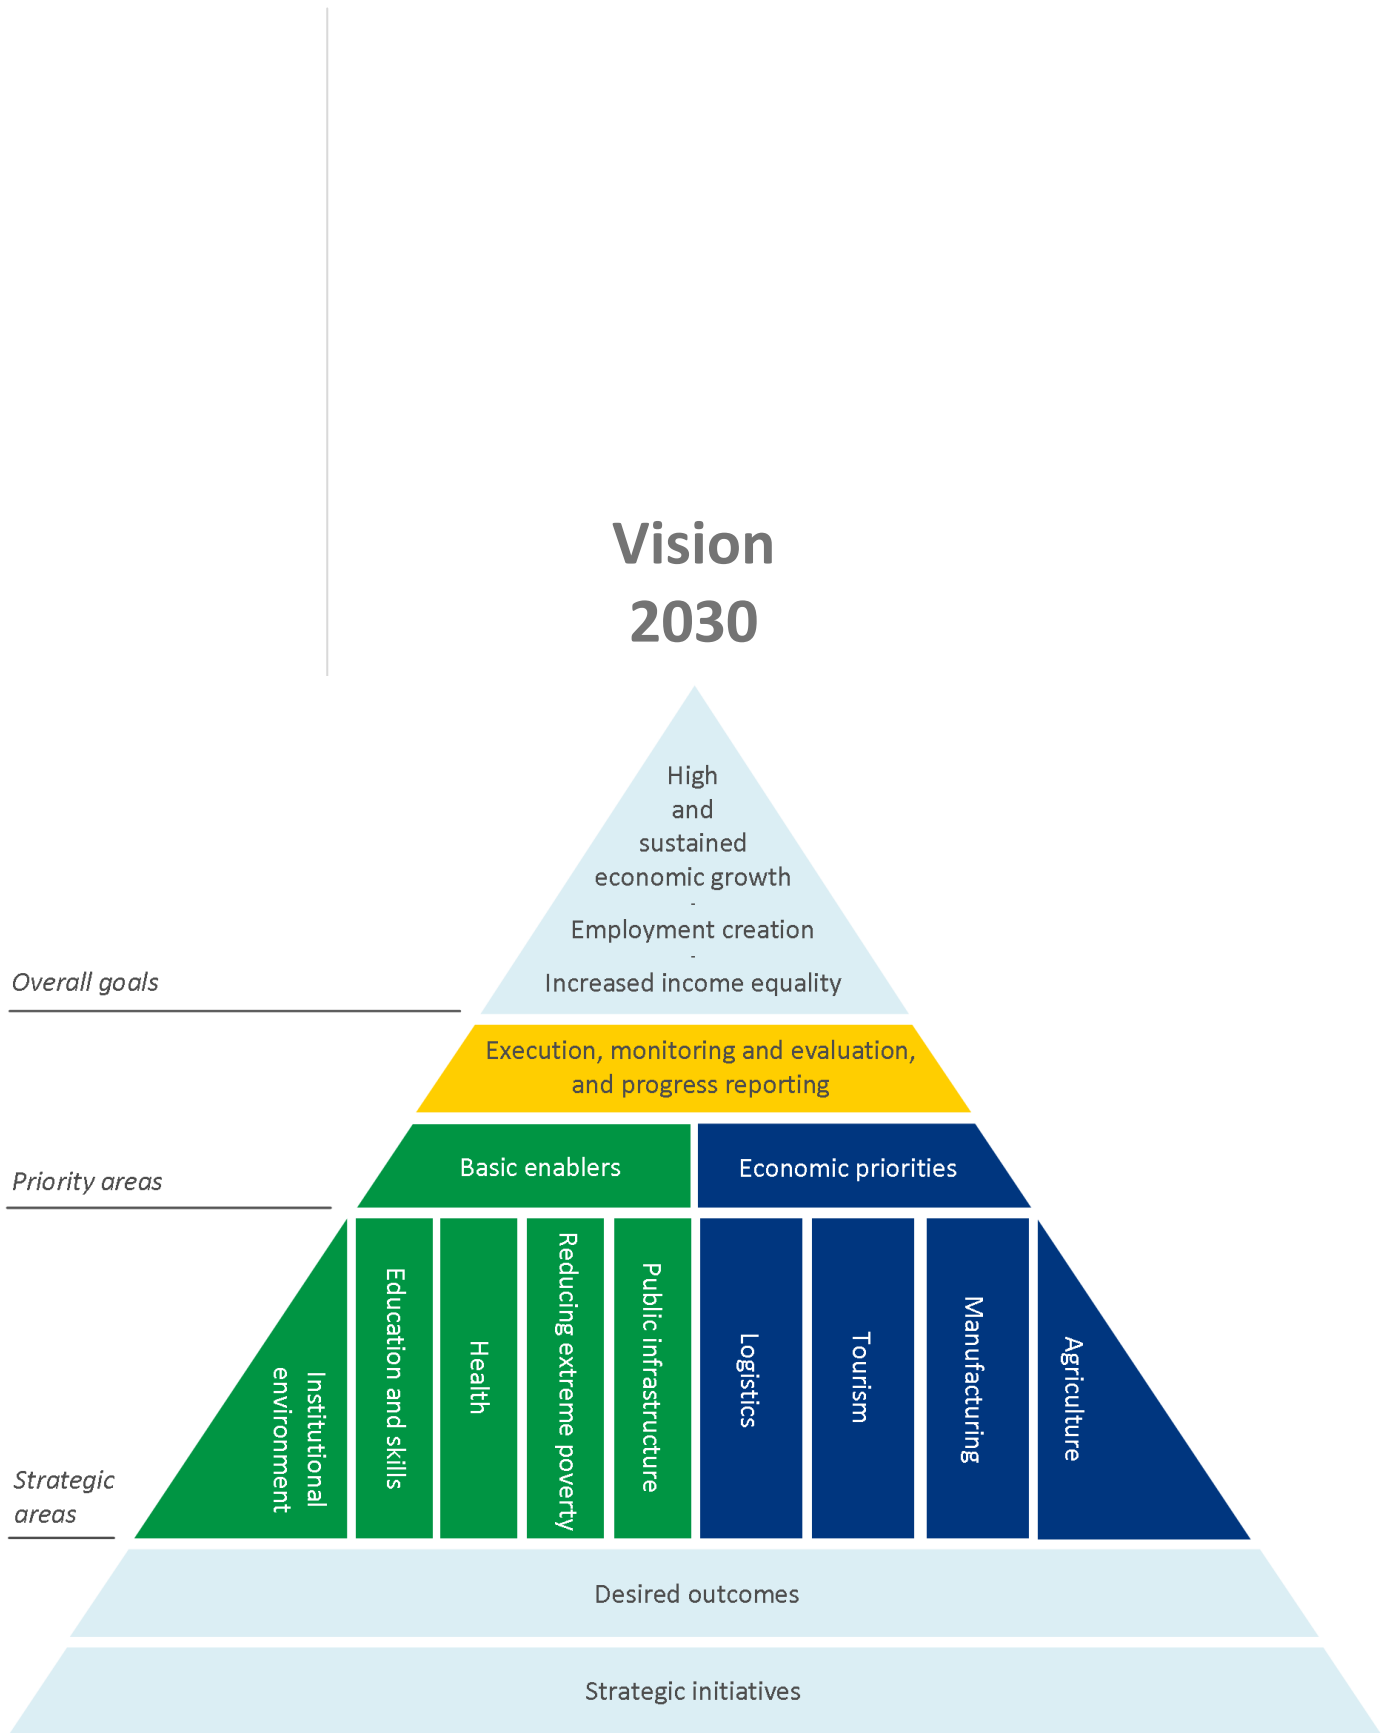 Vision
2030
High
and
sustained
economic growth
-
Employment creation
-
Increased income equality
Overall goals
Execution, monitoring and evaluation,
and progress reporting
Priority areas
Basic enablers
Economic priorities
Strategic
areas
Institutional
environment
Education and skills
Health
Reducing extreme poverty
Public infrastructure
Logistics
Tourism
Manufacturing
Agriculture
Desired outcomes
Strategic initiatives